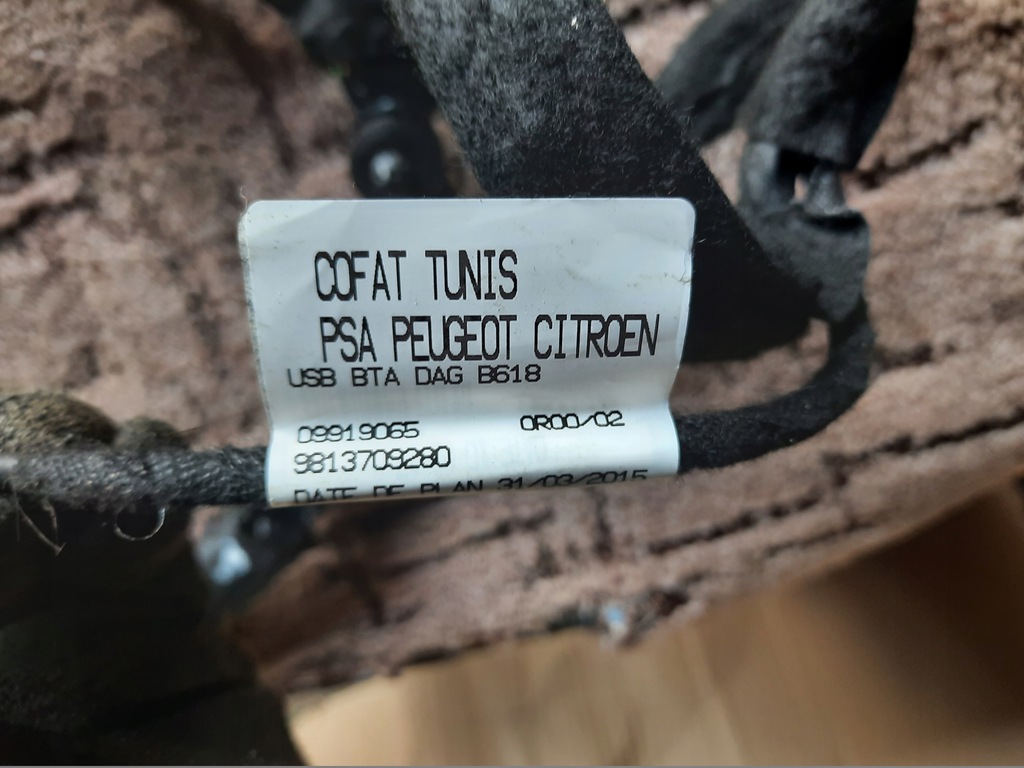 COFAT TUNIS
PSA PEUGEOT CITROEN
USB BTA DAG B618
09919065 0R00/02
9813709280
DATE DE PLAN 31/03/2015